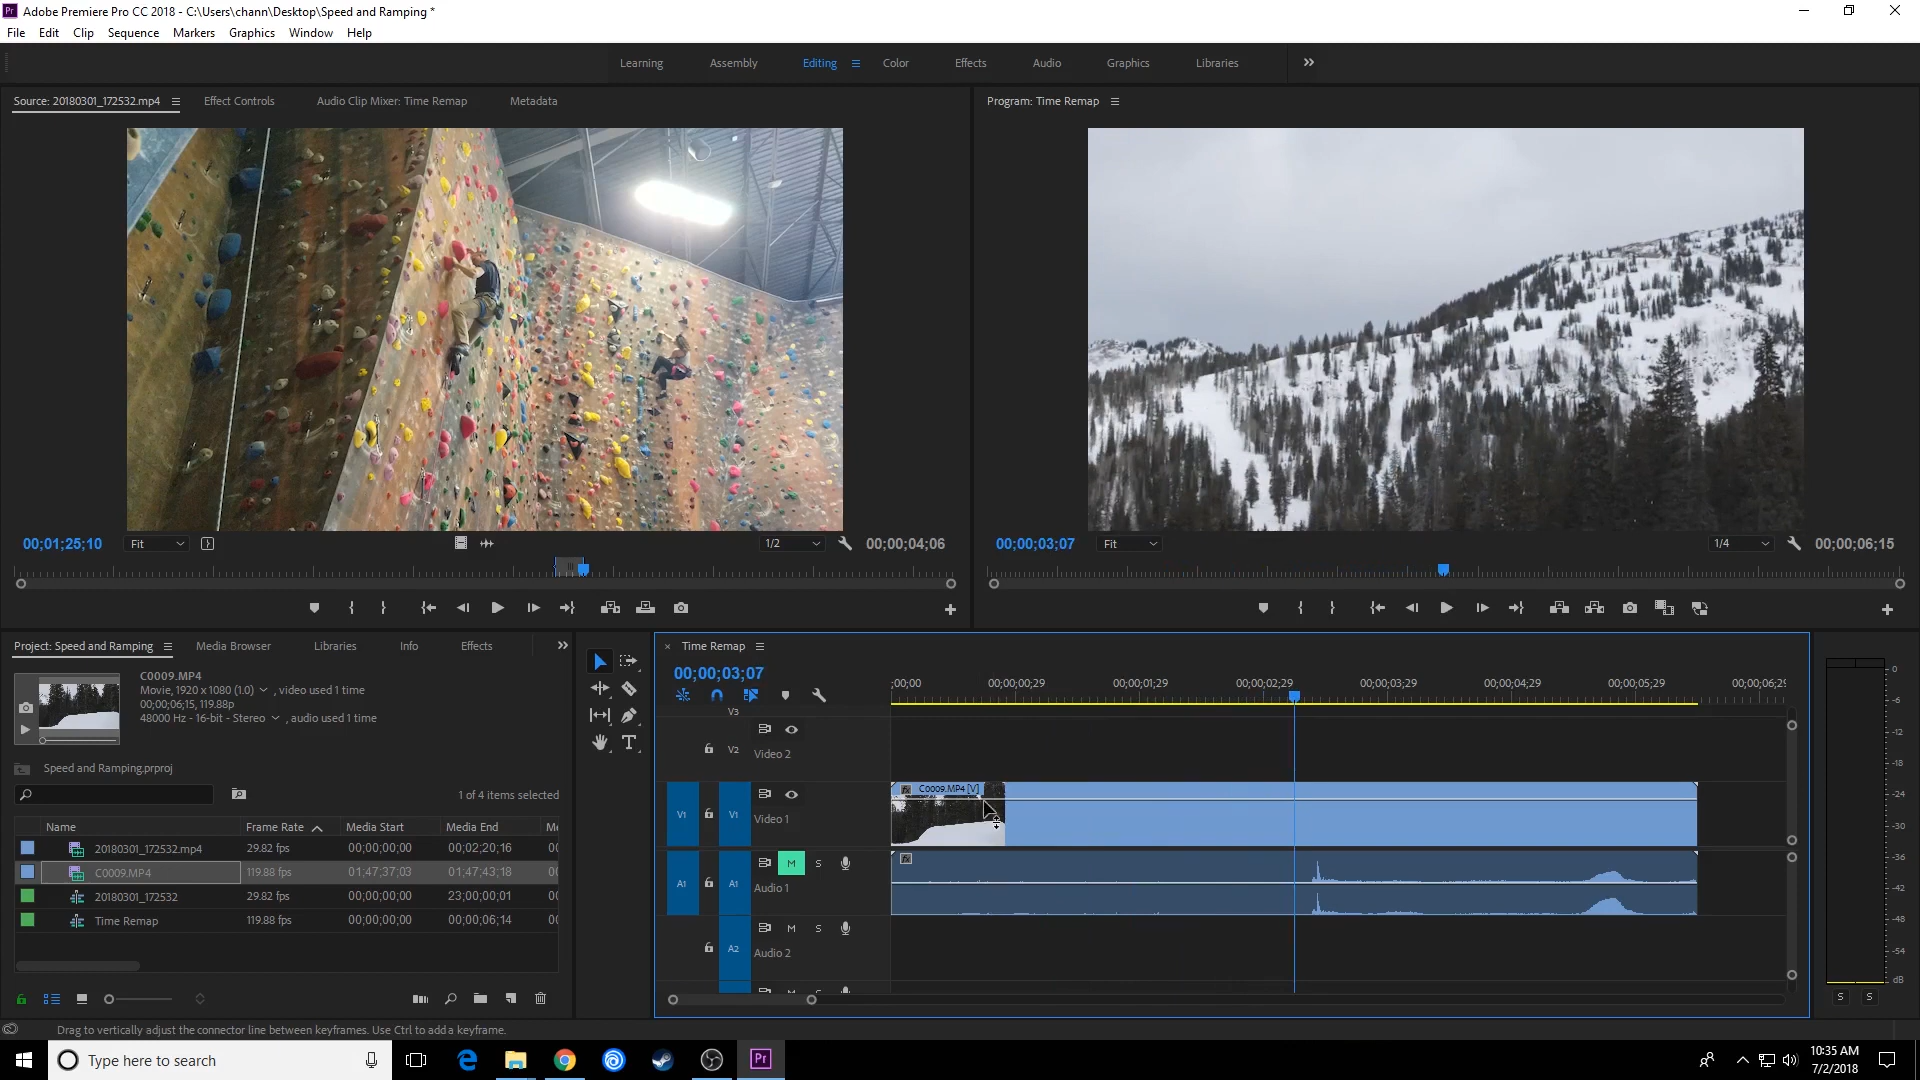 Adobe Premiere Pro CC 2018 - C:\Users\chann\Desktop\Speed and Ramping *
File Edit Clip Sequence Markers Graphics Window Help
Learning Assembly Editing Color Effects Audio Graphics Libraries
Source: 20180301_172532.mp4 Effect Controls Audio Clip Mixer: Time Remap Metadata
Program: Time Remap
00;01;25;10 Fit 1/2 00;00;04;06
00;00;03;07 Fit 1/4 00;00;06;15
Project: Speed and Ramping Media Browser Libraries Info Effects
C0009.MP4
Movie, 1920 x 1080 (1.0) , video used 1 time
00;00;06;15, 119.88p
48000 Hz - 16-bit - Stereo , audio used 1 time
Speed and Ramping.prproj
1 of 4 items selected
Name Frame Rate Media Start Media End
20180301_172532.mp4 29.82 fps 00;00;00;00 00;02;20;16
C0009.MP4 119.88 fps 01;47;37;03 01;47;43;18
20180301_172532 29.82 fps 00;00;00;00 23;00;00;01
Time Remap 119.88 fps 00;00;00;00 00;00;06;14
× Time Remap
00;00;03;07
;00;00 00;00;00;29 00;00;01;29 00;00;02;29 00;00;03;29 00;00;04;29 00;00;05;29 00;00;06;29
V3
V2 Video 2
C0009.MP4 [V]
V1 V1 Video 1
fx
M S
A1 A1 Audio 1
M S
A2 Audio 2
0
-6
-12
-18
-24
-30
-36
-42
-48
-54
dB
S S
Drag to vertically adjust the connector line between keyframes. Use Ctrl to add a keyframe.
Type here to search
Pr
10:35 AM
7/2/2018